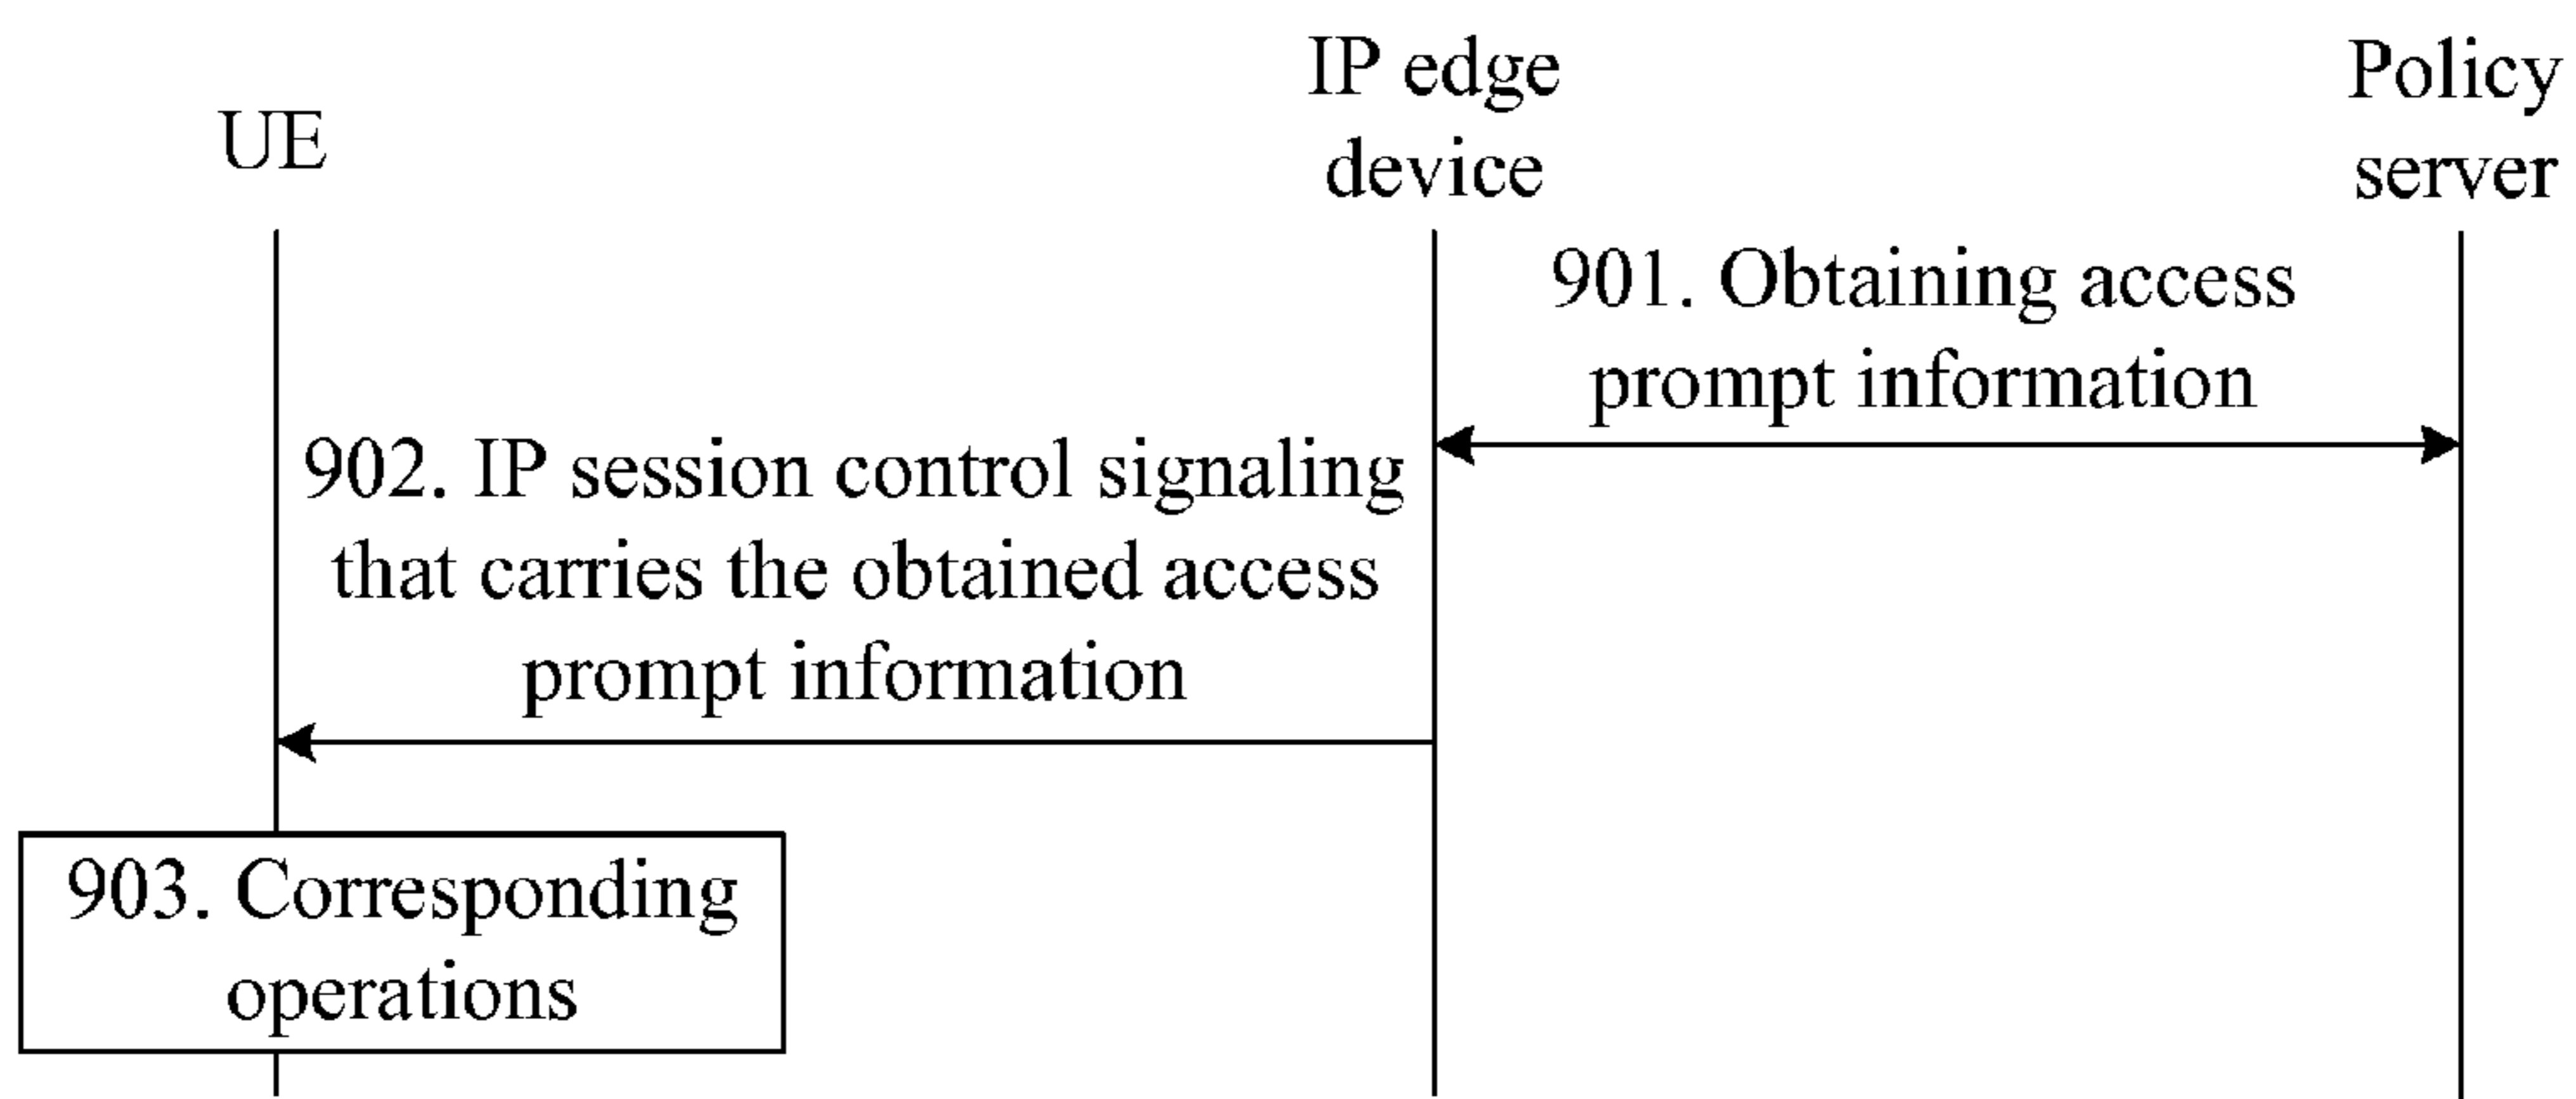 UE
IP edge
device
Policy
server
901. Obtaining access
prompt information
902. IP session control signaling
that carries the obtained access
prompt information
903. Corresponding
operations